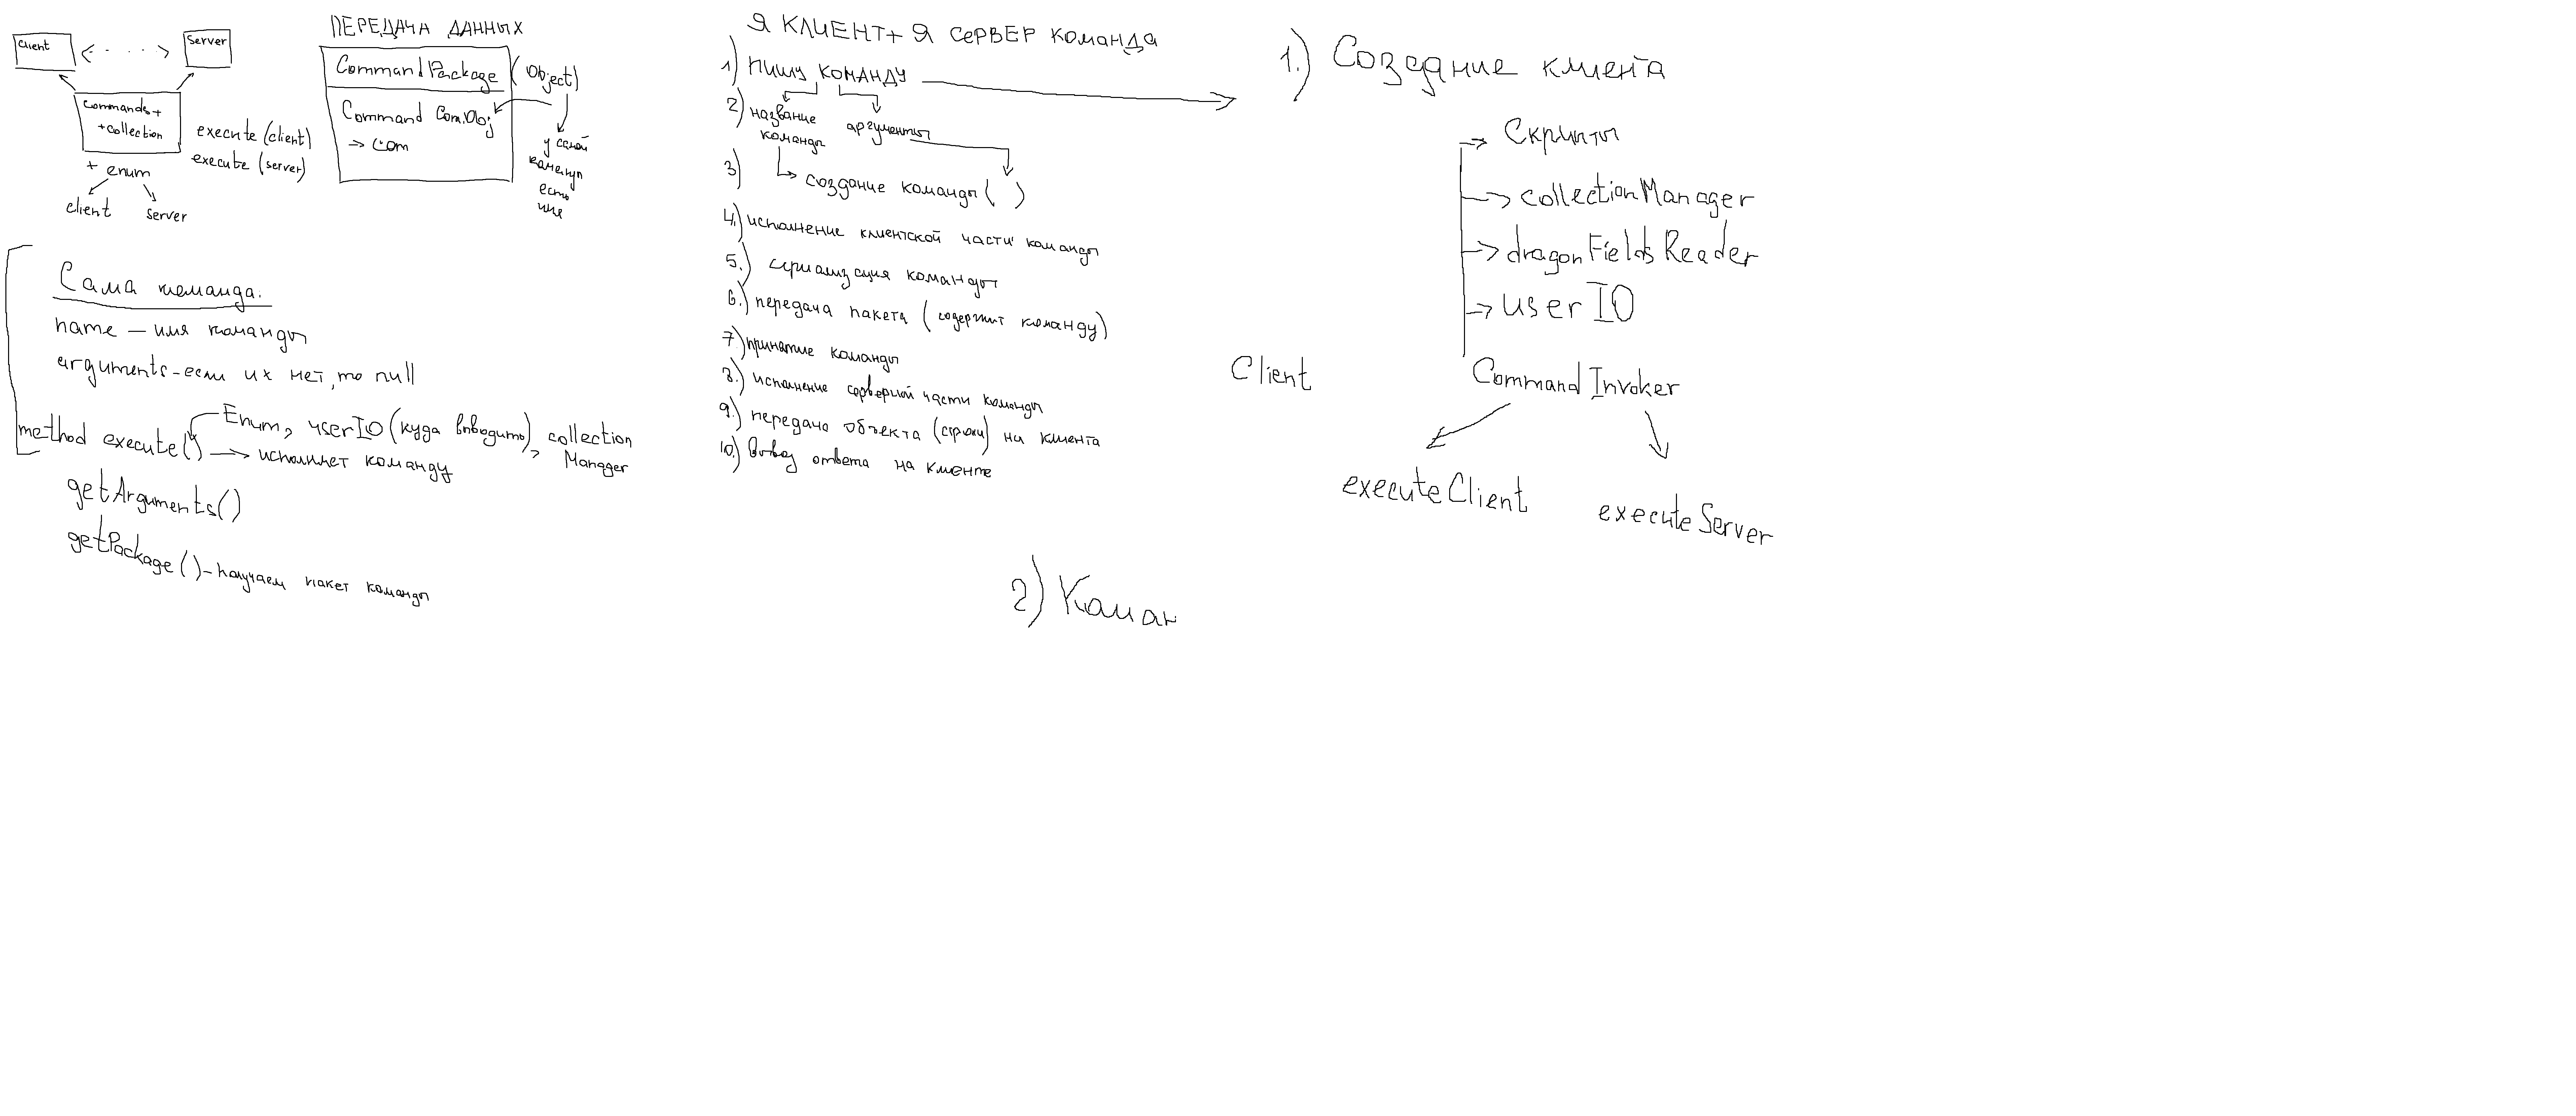 Client
Server
commands +
+ collection
execute (client)
execute (server)
+ enum
client
server
ПЕРЕДАЧА ДАННЫХ
CommandPackage (Object)
Command Com.Obj
→ Com
у самой
команды
есть
имя
Сама команда.
name — имя команды
arguments - если их нет, то null
Enum, userIO (куда вводить), collection
Manager
method execute() → исполняет команду
getArguments()
getPackage() - получаем пакет команды
Я КЛИЕНТ + Я СЕРВЕР КОМАНДА
1) ПИШУ КОМАНДУ
2) название
команды
аргументы
3) создание команды ( )
4.) исполнение клиентской части команды
5.) сериализация команды
6.) передача пакета (содержит команду)
7.) принятие команды
8.) исполнение серверной части команды
9.) передача объекта (строки) на клиента
10.) Вывод ответа на клиенте
2) Коман
1.) Создание клиента
Скрипты
collectionManager
dragonFieldsReader
userIO
Client
CommandInvoker
executeClient
executeServer